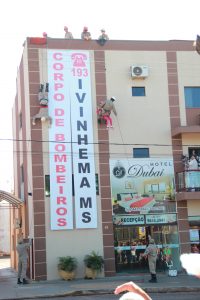 CORPO DE BOMBEIROS
193
IVINHEMA MS
HOTEL
Dubai
RECEPÇÃO